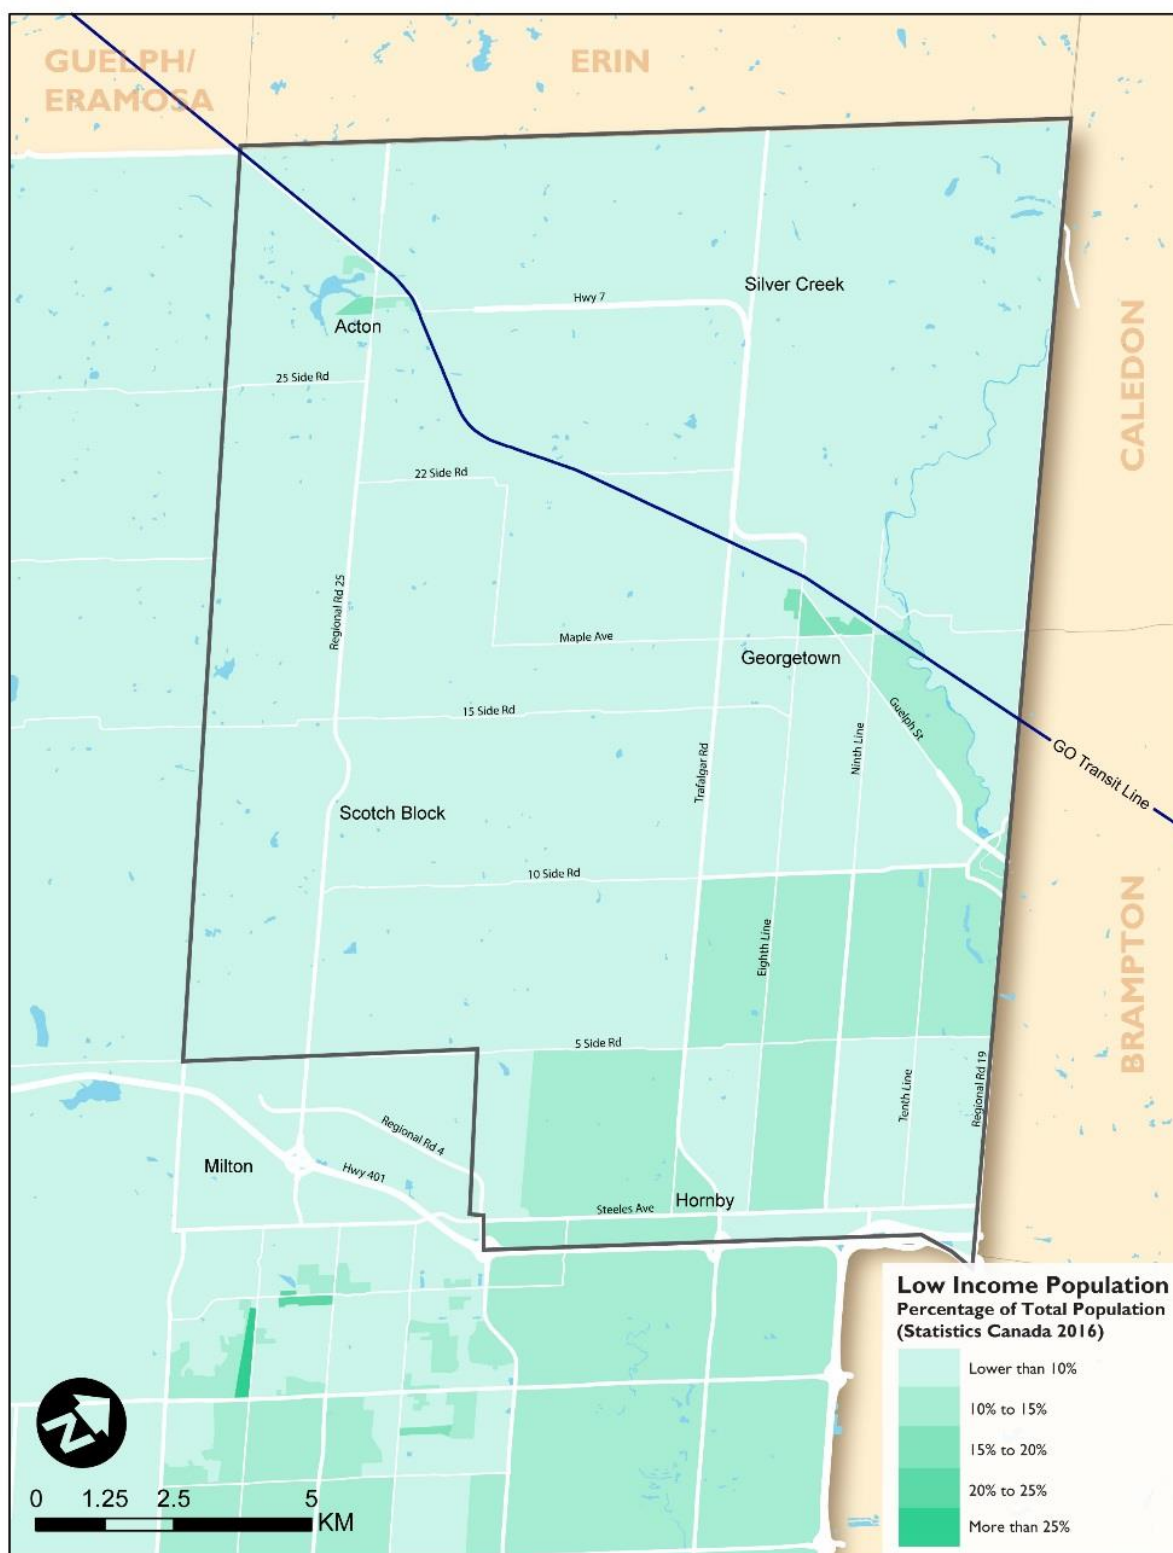 GUELPH/
ERAMOSA
ERIN
Silver Creek
Hwy 7
Acton
CALEDON
25 Side Rd
22 Side Rd
Regional Rd 25
Maple Ave
Georgetown
15 Side Rd
Guelph St
Ninth Line
Trafalgar Rd
GO Transit Line
Scotch Block
10 Side Rd
Eighth Line
BRAMPTON
5 Side Rd
Tenth Line
Regional Rd 19
Regional Rd 4
Milton
Hwy 401
Hornby
Steeles Ave
Low Income Population
Percentage of Total Population
(Statistics Canada 2016)
Lower than 10%
10% to 15%
15% to 20%
20% to 25%
More than 25%
N
0 1.25 2.5 5
KM